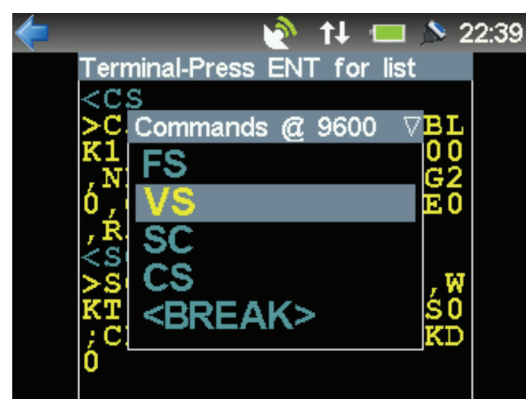 22:39
Terminal-Press ENT for list
<CS
>C
Commands @ 9600
BL
K1
00
FS
,N
G2
VS
0,
E0
SC
,R
<S
CS
>S
,W
KT
<BREAK>
S0
;C
KD
0